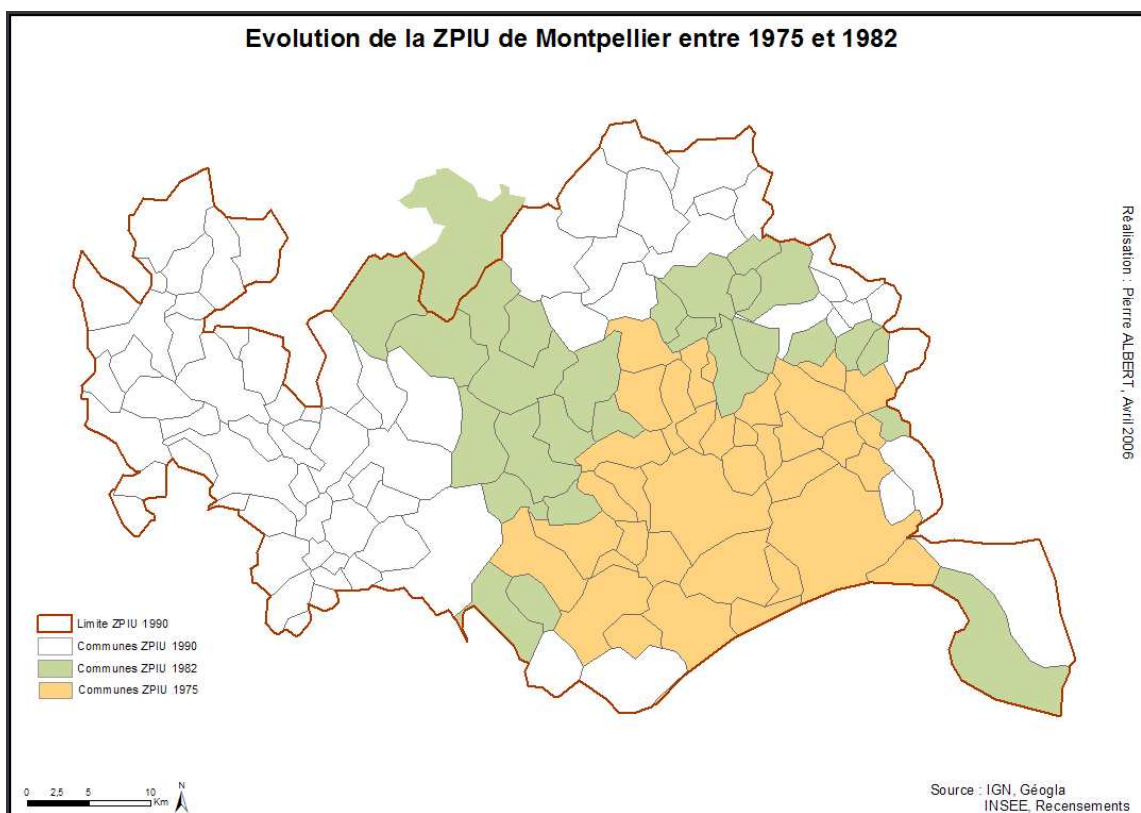 Evolution de la ZPIU de Montpellier entre 1975 et 1982
Réalisation : Pierrre ALBERT, Avril 2006
Limite ZPIU 1990
Communes ZPIU 1990
Communes ZPIU 1982
Communes ZPIU 1975
0 2,5 5 10
Km
N
Source : IGN, Géogla
INSEE, Recensements